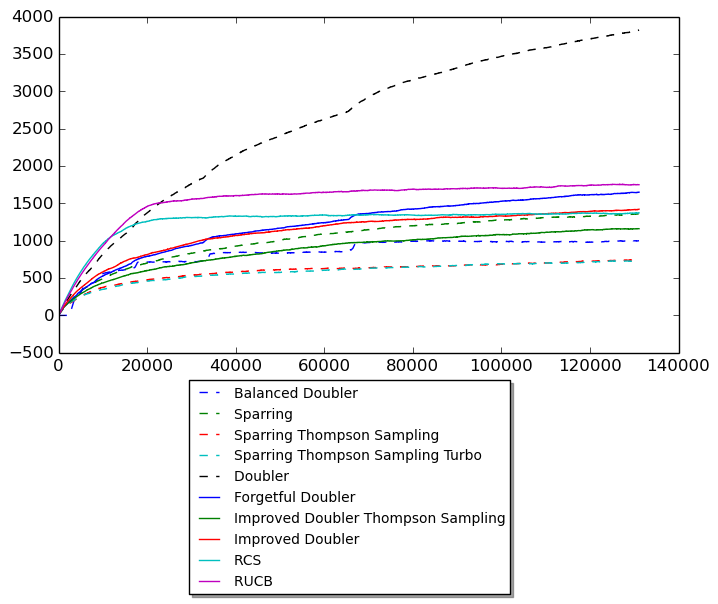 4000
3500
3000
2500
2000
1500
1000
500
0
−500
0 20000 40000 60000 80000 100000 120000 140000
Balanced Doubler
Sparring
Sparring Thompson Sampling
Sparring Thompson Sampling Turbo
Doubler
Forgetful Doubler
Improved Doubler Thompson Sampling
Improved Doubler
RCS
RUCB